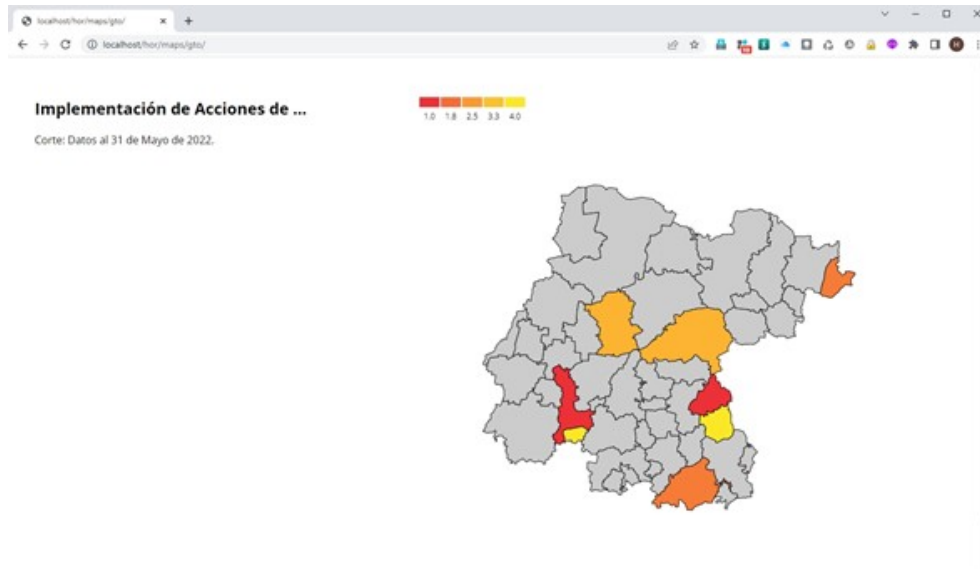 localhost/hor/maps/gto/
localhost/hor/maps/gto/
Implementación de Acciones de ...
Corte: Datos al 31 de Mayo de 2022.
1.0 1.8 2.5 3.3 4.0